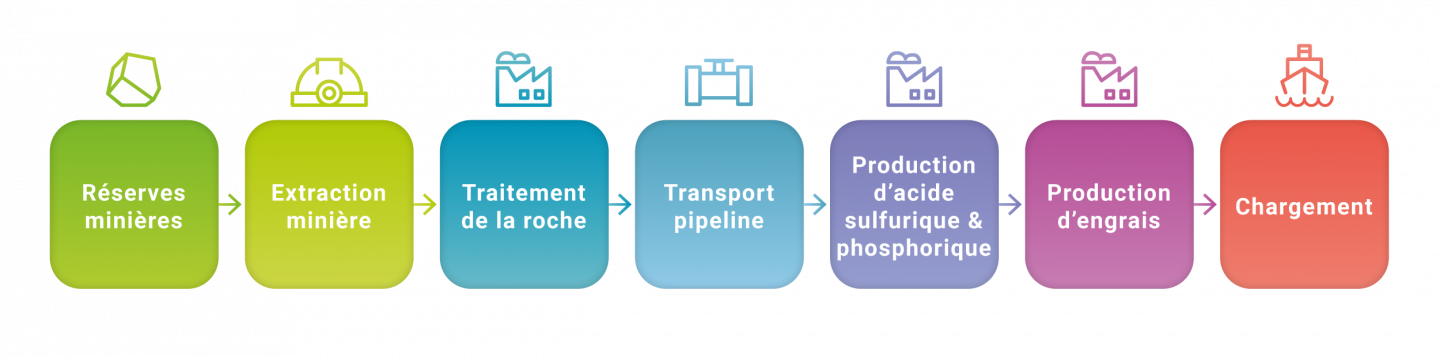 Réserves
minières
Extraction
minière
Traitement
de la roche
Transport
pipeline
Production
d’acide
sulfurique &
phosphorique
Production
d’engrais
Chargement